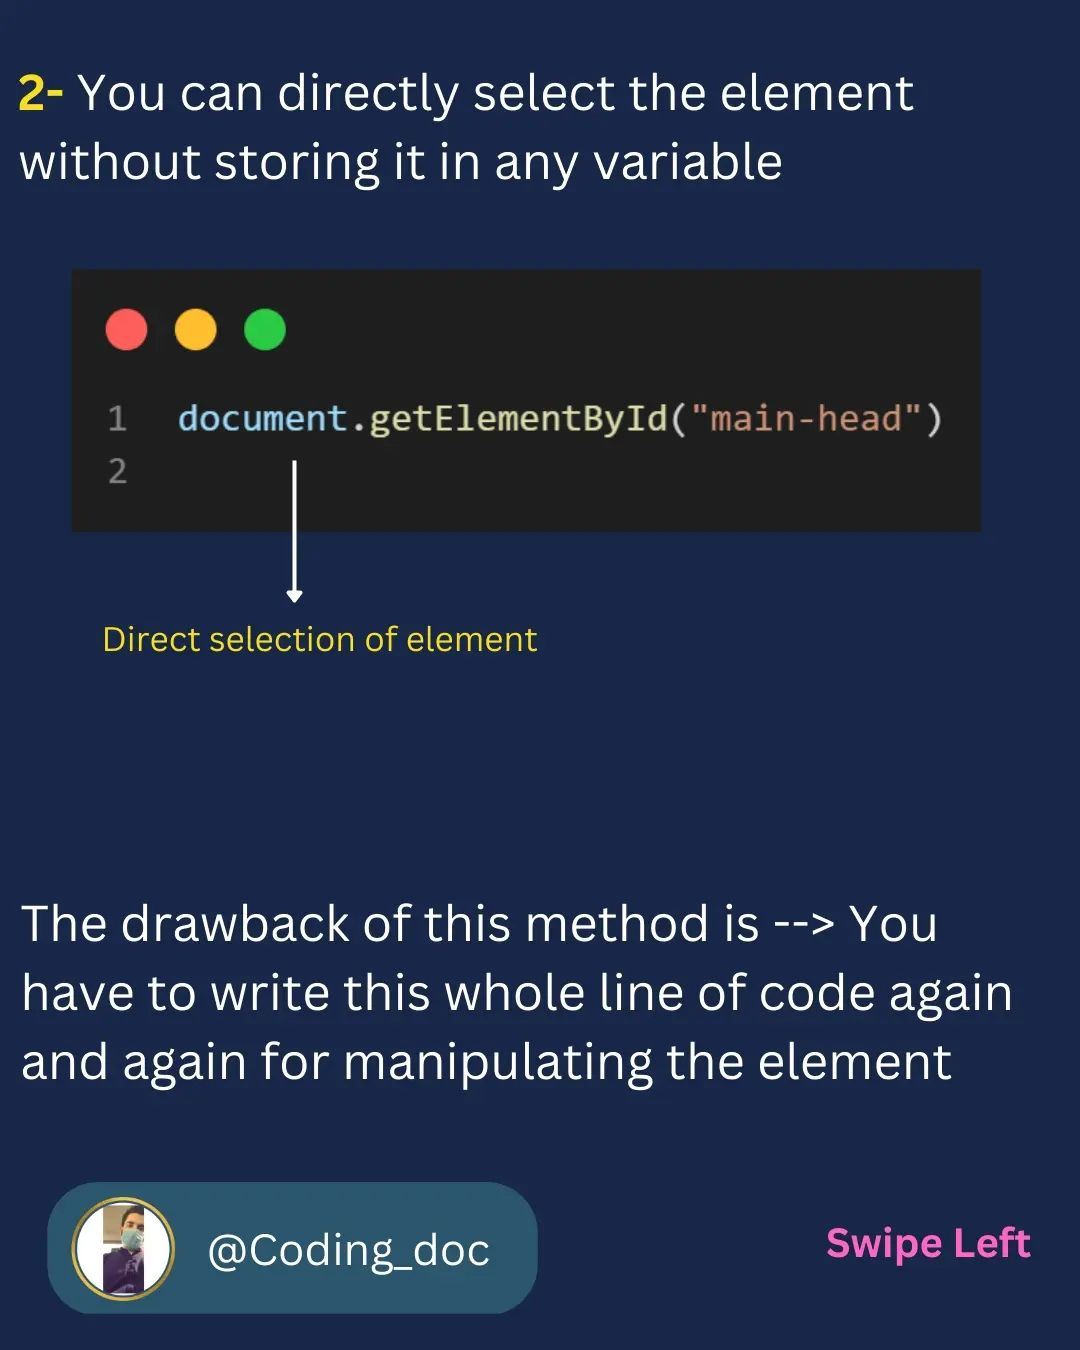 2- You can directly select the element
without storing it in any variable
1 document.getElementById("main-head")
2
Direct selection of element
The drawback of this method is --> You
have to write this whole line of code again
and again for manipulating the element
@Coding_doc
Swipe Left